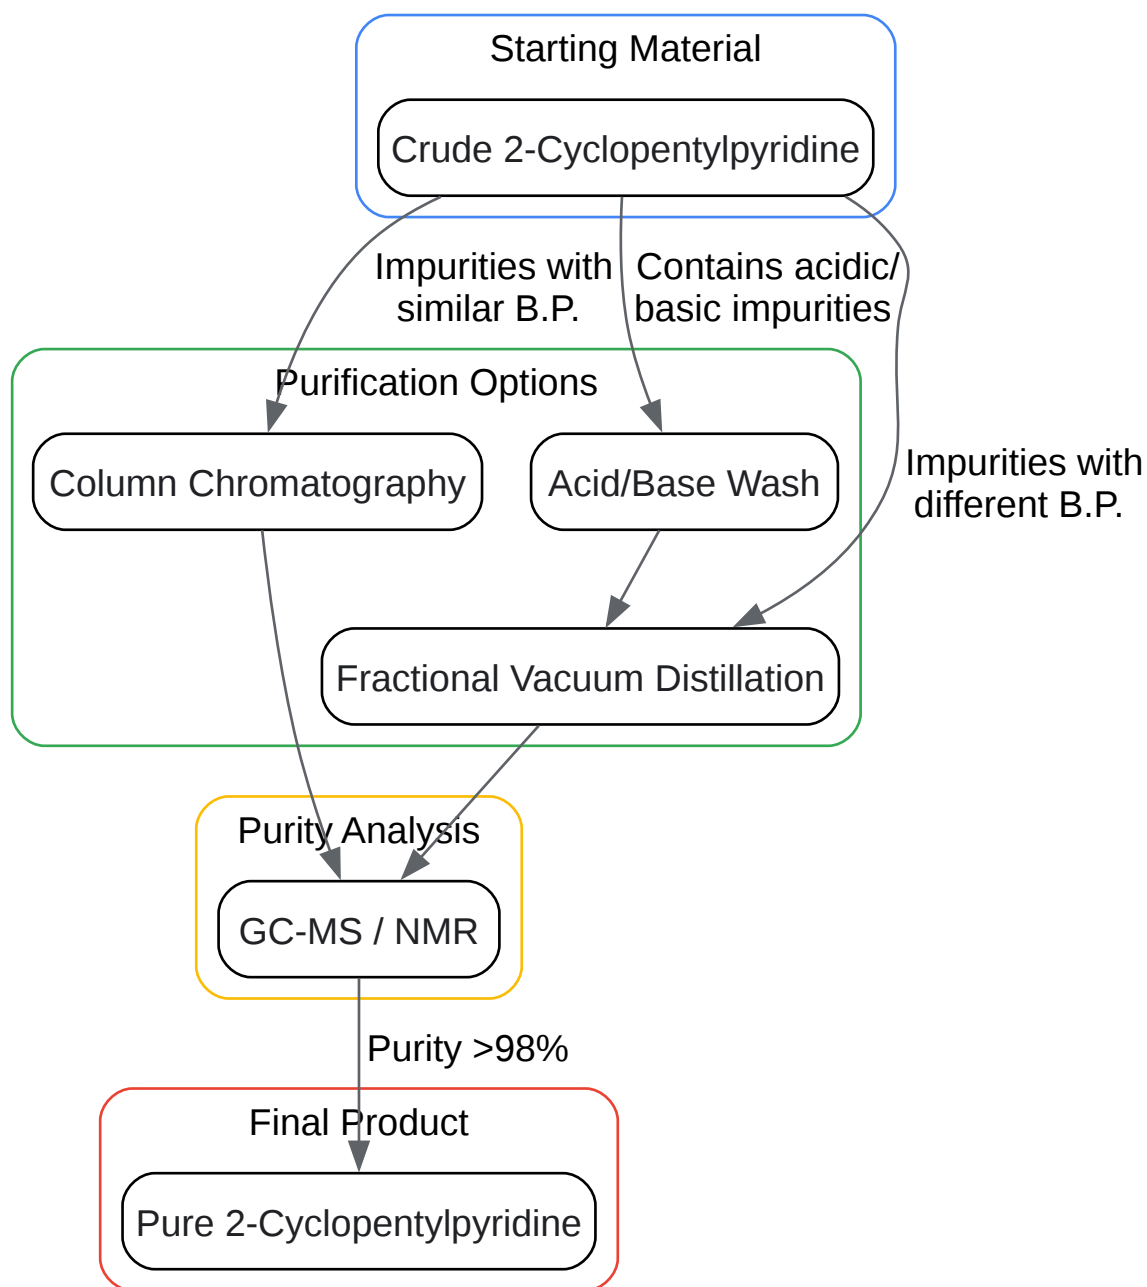 Starting Material
Crude 2-Cyclopentylpyridine
Impurities with
similar B.P.
Contains acidic/
basic impurities
Purification Options
Column Chromatography
Acid/Base Wash
Impurities with
different B.P.
Fractional Vacuum Distillation
Purity Analysis
GC-MS / NMR
Purity >98%
Final Product
Pure 2-Cyclopentylpyridine